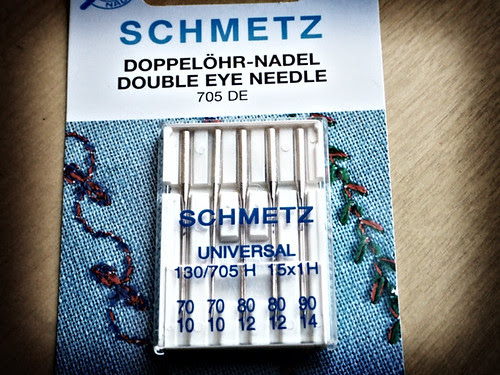 SCHMETZ
DOPPELÖHR-NADEL
DOUBLE EYE NEEDLE
705 DE
SCHMETZ
UNIVERSAL
130/705 H 15x1H
70 70 80 80 90
10 10 12 12 14